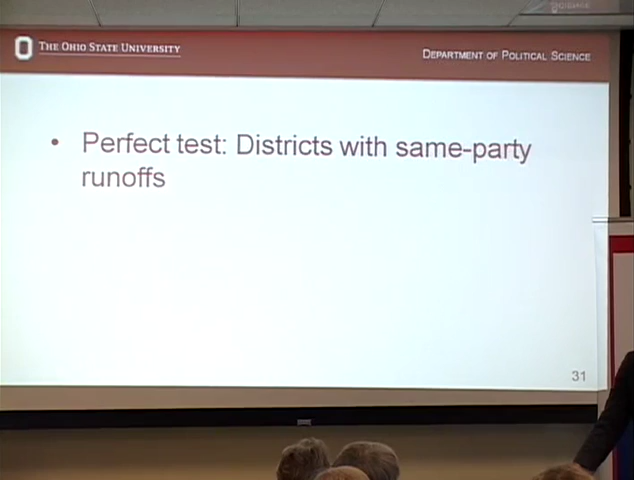 THE OHIO STATE UNIVERSITY
DEPARTMENT OF POLITICAL SCIENCE
• Perfect test: Districts with same-party
runoffs
31